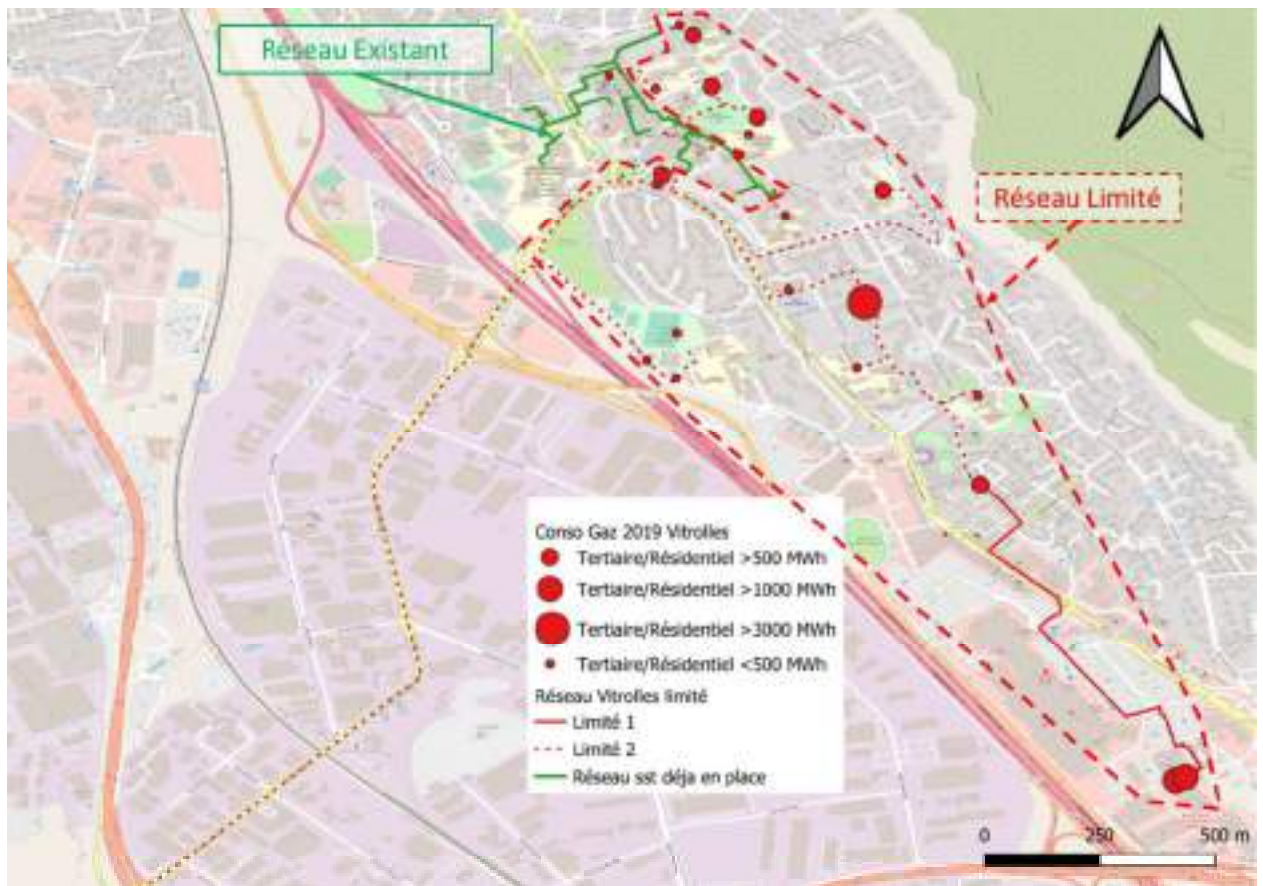 Réseau Existant
Réseau Limité
Conso Gaz 2019 Vitrolles
Tertiaire/Résidentiel >500 MWh
Tertiaire/Résidentiel >1000 MWh
Tertiaire/Résidentiel >3000 MWh
Tertiaire/Résidentiel <500 MWh
Réseau Vitrolles limité
Limité 1
Limité 2
Réseau sst déja en place
0 250 500 m